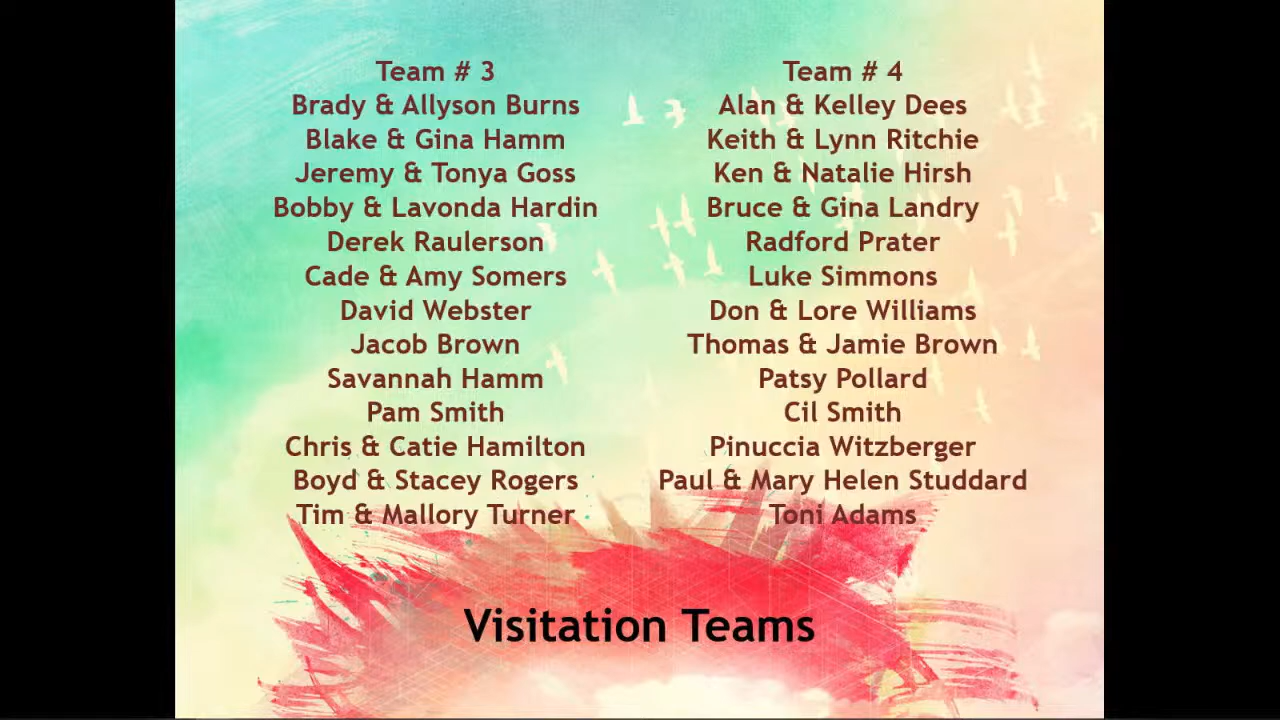 Team # 3
Brady & Allyson Burns
Blake & Gina Hamm
Jeremy & Tonya Goss
Bobby & Lavonda Hardin
Derek Raulerson
Cade & Amy Somers
David Webster
Jacob Brown
Savannah Hamm
Pam Smith
Chris & Catie Hamilton
Boyd & Stacey Rogers
Tim & Mallory Turner
Team # 4
Alan & Kelley Dees
Keith & Lynn Ritchie
Ken & Natalie Hirsh
Bruce & Gina Landry
Radford Prater
Luke Simmons
Don & Lore Williams
Thomas & Jamie Brown
Patsy Pollard
Cil Smith
Pinuccia Witzberger
Paul & Mary Helen Studdard
Toni Adams
Visitation Teams